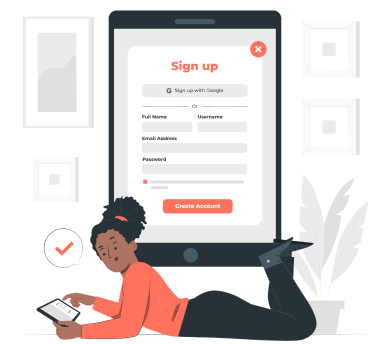 Sign up
G Sign up with Google
Or
Full Name Username
Email Address
Password
Create Account